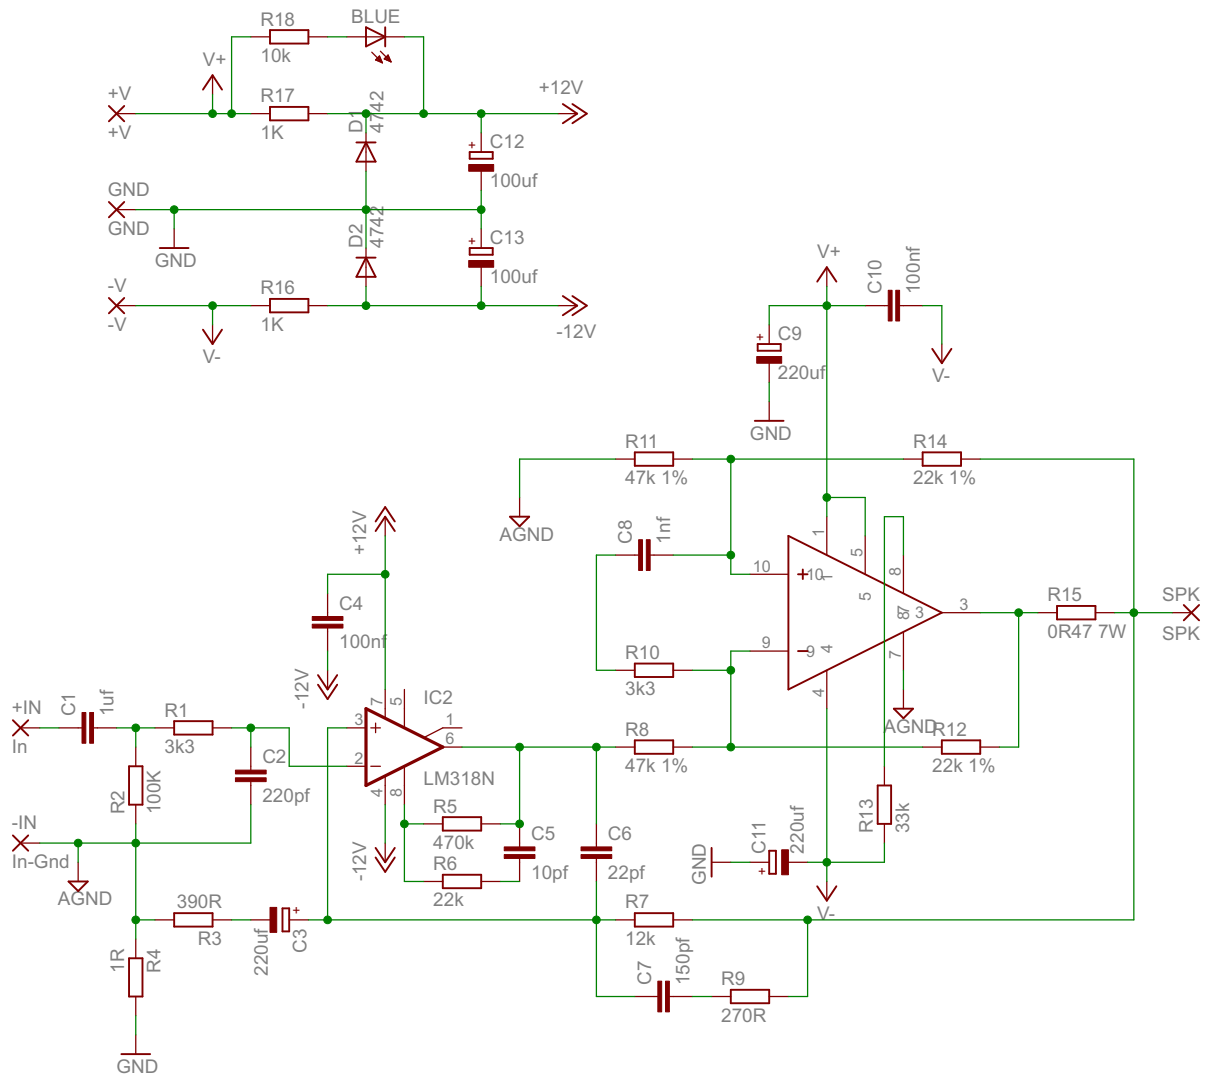 R18
10k
BLUE
V+
+V
+V
R17
1K
D1
4742
+12V
C12
100uf
+
GND
GND
GND
D2
4742
C13
100uf
+
-V
-V
R16
1K
V-
-12V
V+
C10
100nf
C9
220uf
+
V-
GND
R11
47k 1%
R14
22k 1%
AGND
C8
1nf
1
5
8
10
+
10
1
5
87
3
3
R15
0R47 7W
SPK
SPK
R10
3k3
9
-
9
4
4
7
AGND
R8
47k 1%
R12
22k 1%
+12V
C4
100nf
-12V
7
5
IC2
1
3
+
6
2
-
LM318N
4
8
+IN
In
C1
1uf
R1
3k3
C2
220pf
R2
100K
-IN
In-Gnd
AGND
-12V
R5
470k
R6
22k
C5
10pf
C6
22pf
GND
C11
220uf
+
R13
33k
V-
390R
R3
220uf
C3
+
R7
12k
1R
R4
C7
150pf
R9
270R
GND